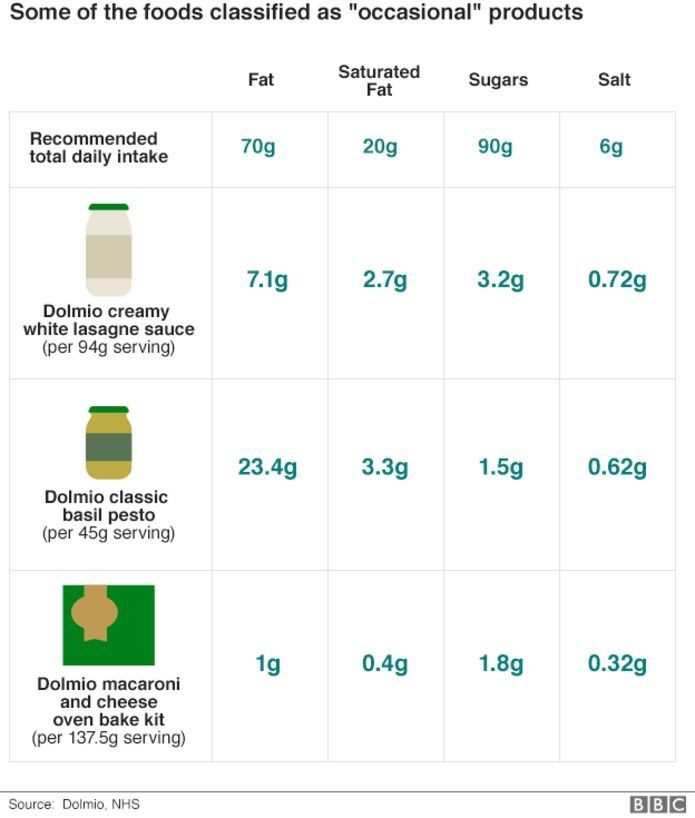 Some of the foods classified as "occasional" products
Fat
Saturated
Fat
Sugars
Salt
Recommended
total daily intake
70g
20g
90g
6g
Dolmio creamy
white lasagne sauce
(per 94g serving)
7.1g
2.7g
3.2g
0.72g
Dolmio classic
basil pesto
(per 45g serving)
23.4g
3.3g
1.5g
0.62g
Dolmio macaroni
and cheese
oven bake kit
(per 137.5g serving)
1g
0.4g
1.8g
0.32g
Source: Dolmio, NHS
BBC